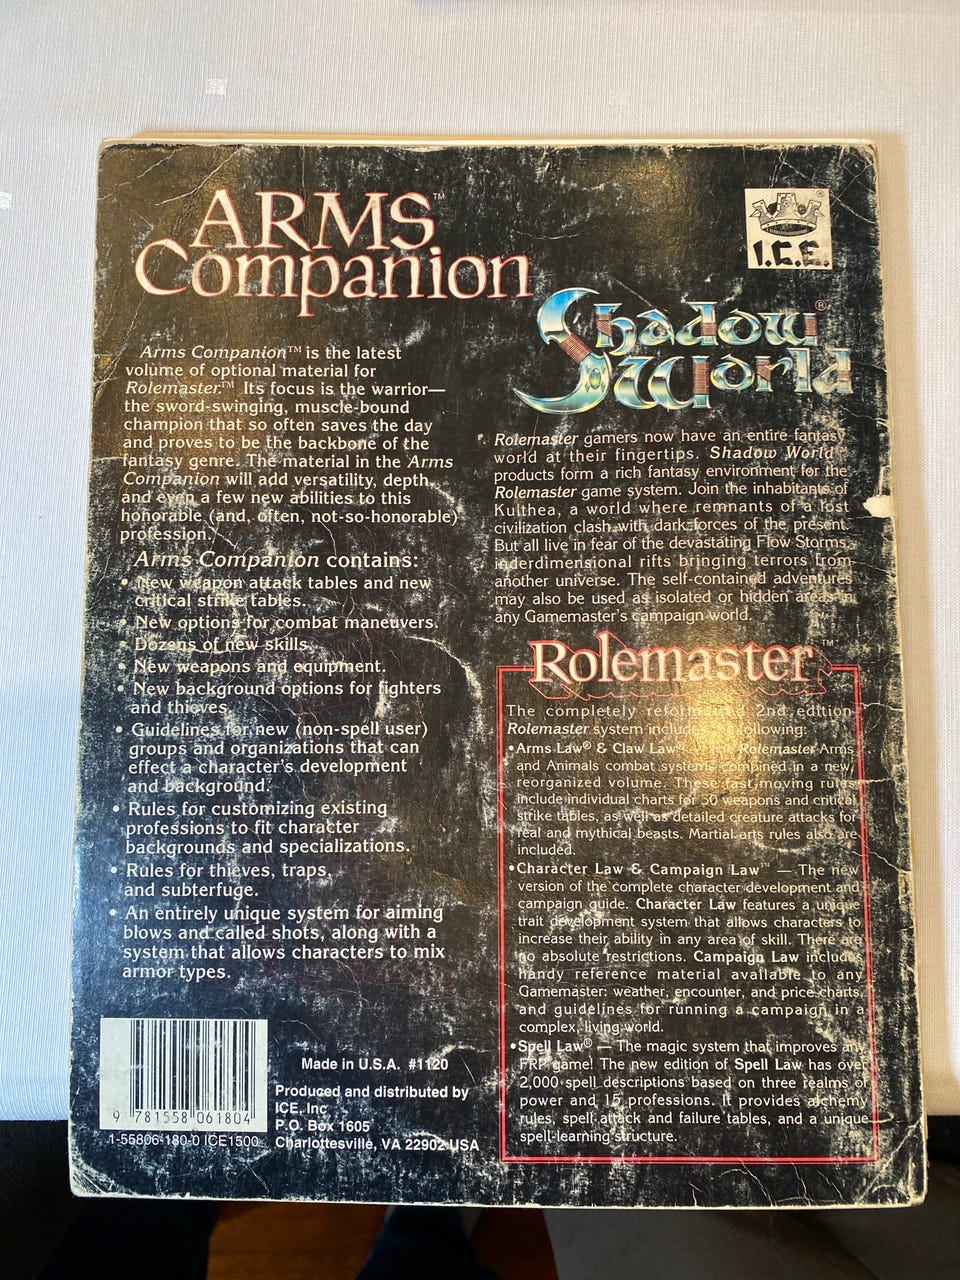 ARMS™
Companion
I.C.E.
®
Arms Companion™ is the latest
volume of optional material for
Rolemaster.™ Its focus is the warrior—
the sword-swinging, muscle-bound
champion that so often saves the day
and proves to be the backbone of the
fantasy genre. The material in the Arms
Companion will add versatility, depth,
and even a few new abilities to this
honorable (and, often, not-so-honorable)
profession.
Arms Companion contains:
• New weapon attack tables and new
critical strike tables.
• New options for combat maneuvers.
• Dozens of new skills.
• New weapons and equipment.
• New background options for fighters
and thieves.
• Guidelines for new (non-spell user)
groups and organizations that can
effect a character's development
and background.
• Rules for customizing existing
professions to fit character
backgrounds and specializations.
• Rules for thieves, traps,
and subterfuge.
• An entirely unique system for aiming
blows and called shots, along with a
system that allows characters to mix
armor types.
9 781558 061804
1-55806-180-0 ICE1500
Made in U.S.A. #1120
Produced and distributed by
ICE, Inc
P.O. Box 1605
Charlottesville, VA 22902 USA
Shadow®
World
Rolemaster gamers now have an entire fantasy
world at their fingertips. Shadow World™
products form a rich fantasy environment for the
Rolemaster game system. Join the inhabitants of
Kulthea, a world where remnants of a lost
civilization clash with dark forces of the present.
But all live in fear of the devastating Flow Storms,
inderdimensional rifts bringing terrors from
another universe. The self-contained adventures
may also be used as isolated or hidden areas in
any Gamemaster's campaign world.
Rolemaster™
The completely reformatted 2nd edition
Rolemaster system includes the following:
•Arms Law® & Claw Law® — The Rolemaster Arms
and Animals combat systems combined in a new,
reorganized volume. These fast-moving rules
include individual charts for 30 weapons and critical
strike tables, as well as detailed creature attacks for
real and mythical beasts. Martial arts rules also are
included.
•Character Law & Campaign Law™ — The new
version of the complete character development and
campaign guide. Character Law features a unique
trait development system that allows characters to
increase their ability in any area of skill. There are
no absolute restrictions. Campaign Law includes
handy reference material available to any
Gamemaster: weather, encounter, and price charts,
and guidelines for running a campaign in a
complex, living world.
•Spell Law® — The magic system that improves any
FRP game! The new edition of Spell Law has over
2,000 spell descriptions based on three realms of
power and 15 professions. It provides alchemy
rules, spell attack and failure tables, and a unique
spell-learning structure.